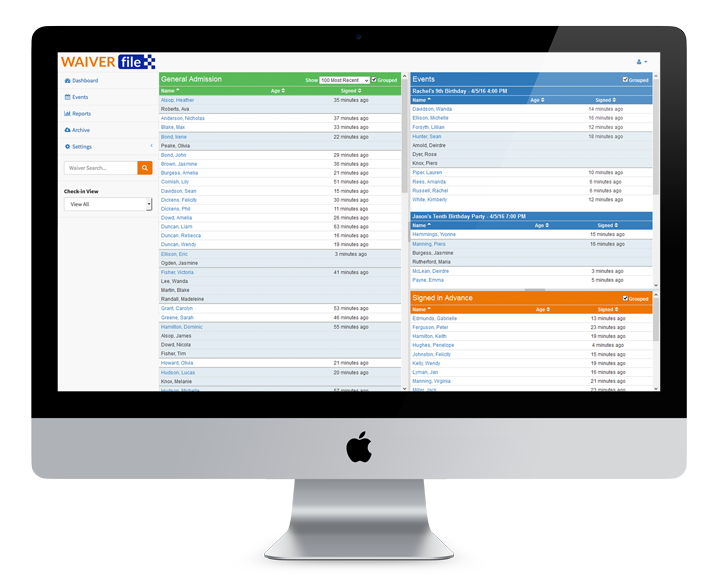 WAIVER file
Dashboard
Events
Reports
Archive
Settings
Waiver Search...
Check-in View
View All
General Admission Show 100 Most Recent Grouped
Name Age Signed
Alsop, Heather 35 minutes ago
Roberts, Ava
Anderson, Nicholas 37 minutes ago
Blake, Max 33 minutes ago
Bond, Irene 22 minutes ago
Peake, Olivia
Bond, John 29 minutes ago
Brown, Jasmine 36 minutes ago
Burgess, Amelia 21 minutes ago
Cornish, Lily 51 minutes ago
Davidson, Sean 15 minutes ago
Dickens, Felicity 30 minutes ago
Dickens, Phil 11 minutes ago
Dowd, Amelia 26 minutes ago
Duncan, Liam 53 minutes ago
Duncan, Rebecca 16 minutes ago
Duncan, Wendy 19 minutes ago
Ellison, Eric 3 minutes ago
Ogden, Jasmine
Fisher, Victoria 41 minutes ago
Lee, Wanda
Martin, Blake
Randall, Madeleine
Grant, Carolyn 53 minutes ago
Greene, Sarah 46 minutes ago
Hamilton, Dominic 55 minutes ago
Alsop, James
Dowd, Nicola
Fisher, Tim
Howard, Olivia 21 minutes ago
Hudson, Lucas 20 minutes ago
Knox, Melanie
Events Grouped
Rachel's 9th Birthday - 4/5/16 4:00 PM
Name Age Signed
Davidson, Wanda 14 minutes ago
Ellison, Michelle 16 minutes ago
Forsyth, Lillian 12 minutes ago
Hunter, Sean 16 minutes ago
Arnold, Deirdre
Dyer, Rose
Knox, Piers
Piper, Lauren 10 minutes ago
Rees, Amanda 6 minutes ago
Russell, Rachel 6 minutes ago
White, Kimberly 12 minutes ago
Jason's Tenth Birthday Party - 4/5/16 7:00 PM
Name Age Signed
Hemmings, Yvonne 15 minutes ago
Manning, Piers 16 minutes ago
Burgess, Jasmine
Rutherford, Maria
McLean, Deirdre 3 minutes ago
Payne, Emma 5 minutes ago
Signed in Advance Grouped
Name Age Signed
Edmunds, Gabrielle 13 minutes ago
Ferguson, Peter 23 minutes ago
Hamilton, Keith 19 minutes ago
Hughes, Penelope 4 minutes ago
Johnston, Felicity 15 minutes ago
Kelly, Wendy 19 minutes ago
Lyman, Jan 16 minutes ago
Manning, Virginia 21 minutes ago
Miller, Jack 23 minutes ago